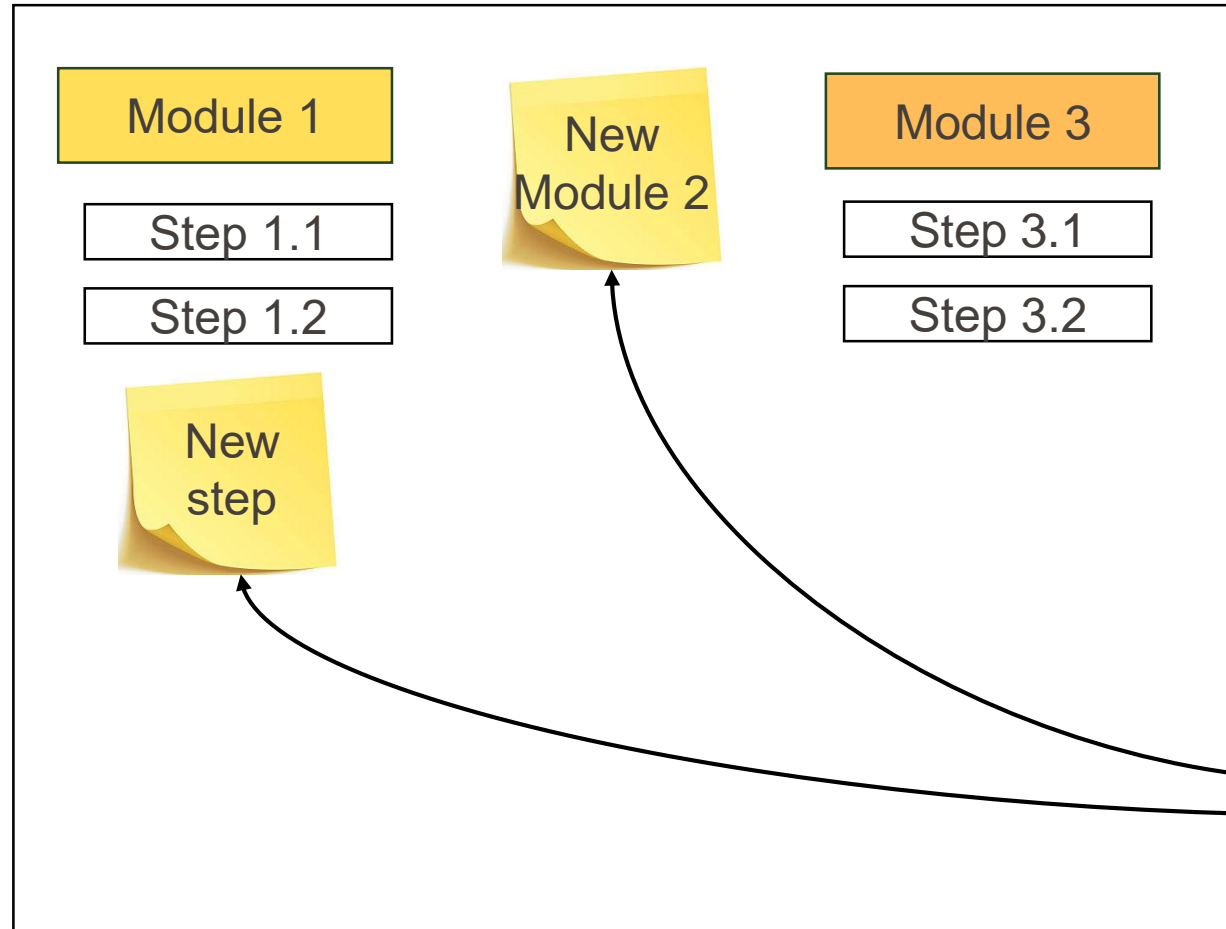 Module 1
Step 1.1
Step 1.2
New
step
New
Module 2
Module 3
Step 3.1
Step 3.2